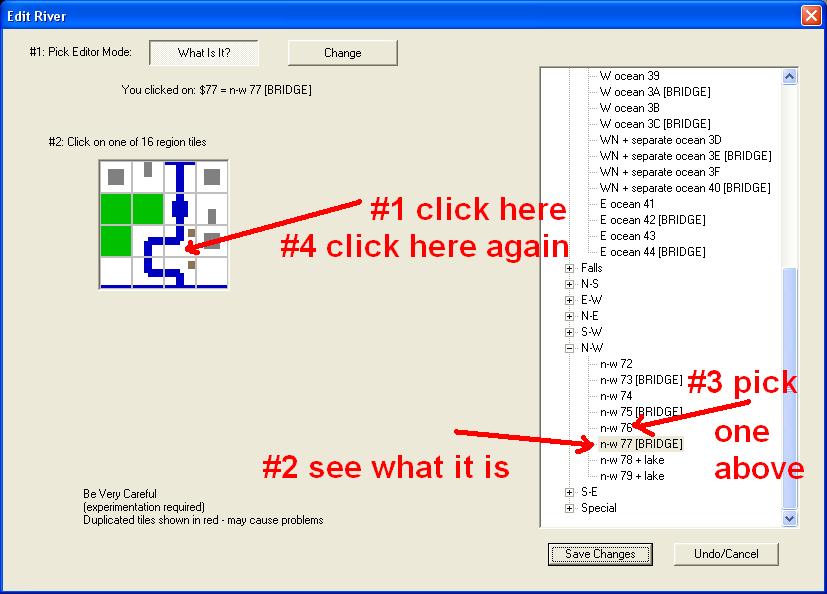 Edit River
#1: Pick Editor Mode:
What Is It?
Change
You clicked on: $77 = n-w 77 [BRIDGE]
#2: Click on one of 16 region tiles
#1 click here
#4 click here again
W ocean 39
W ocean 3A [BRIDGE]
W ocean 3B
W ocean 3C [BRIDGE]
WN + separate ocean 3D
WN + separate ocean 3E [BRIDGE]
WN + separate ocean 3F
WN + separate ocean 40 [BRIDGE]
E ocean 41
E ocean 42 [BRIDGE]
E ocean 43
E ocean 44 [BRIDGE]
Falls
N-S
E-W
N-E
S-W
N-W
n-w 72
n-w 73 [BRIDGE]
n-w 74
n-w 75 [BRIDGE]
n-w 76
n-w 77 [BRIDGE]
n-w 78 + lake
n-w 79 + lake
S-E
Special
#3 pick
one
above
#2 see what it is
Be Very Careful
(experimentation required)
Duplicated tiles shown in red - may cause problems
Save Changes
Undo/Cancel